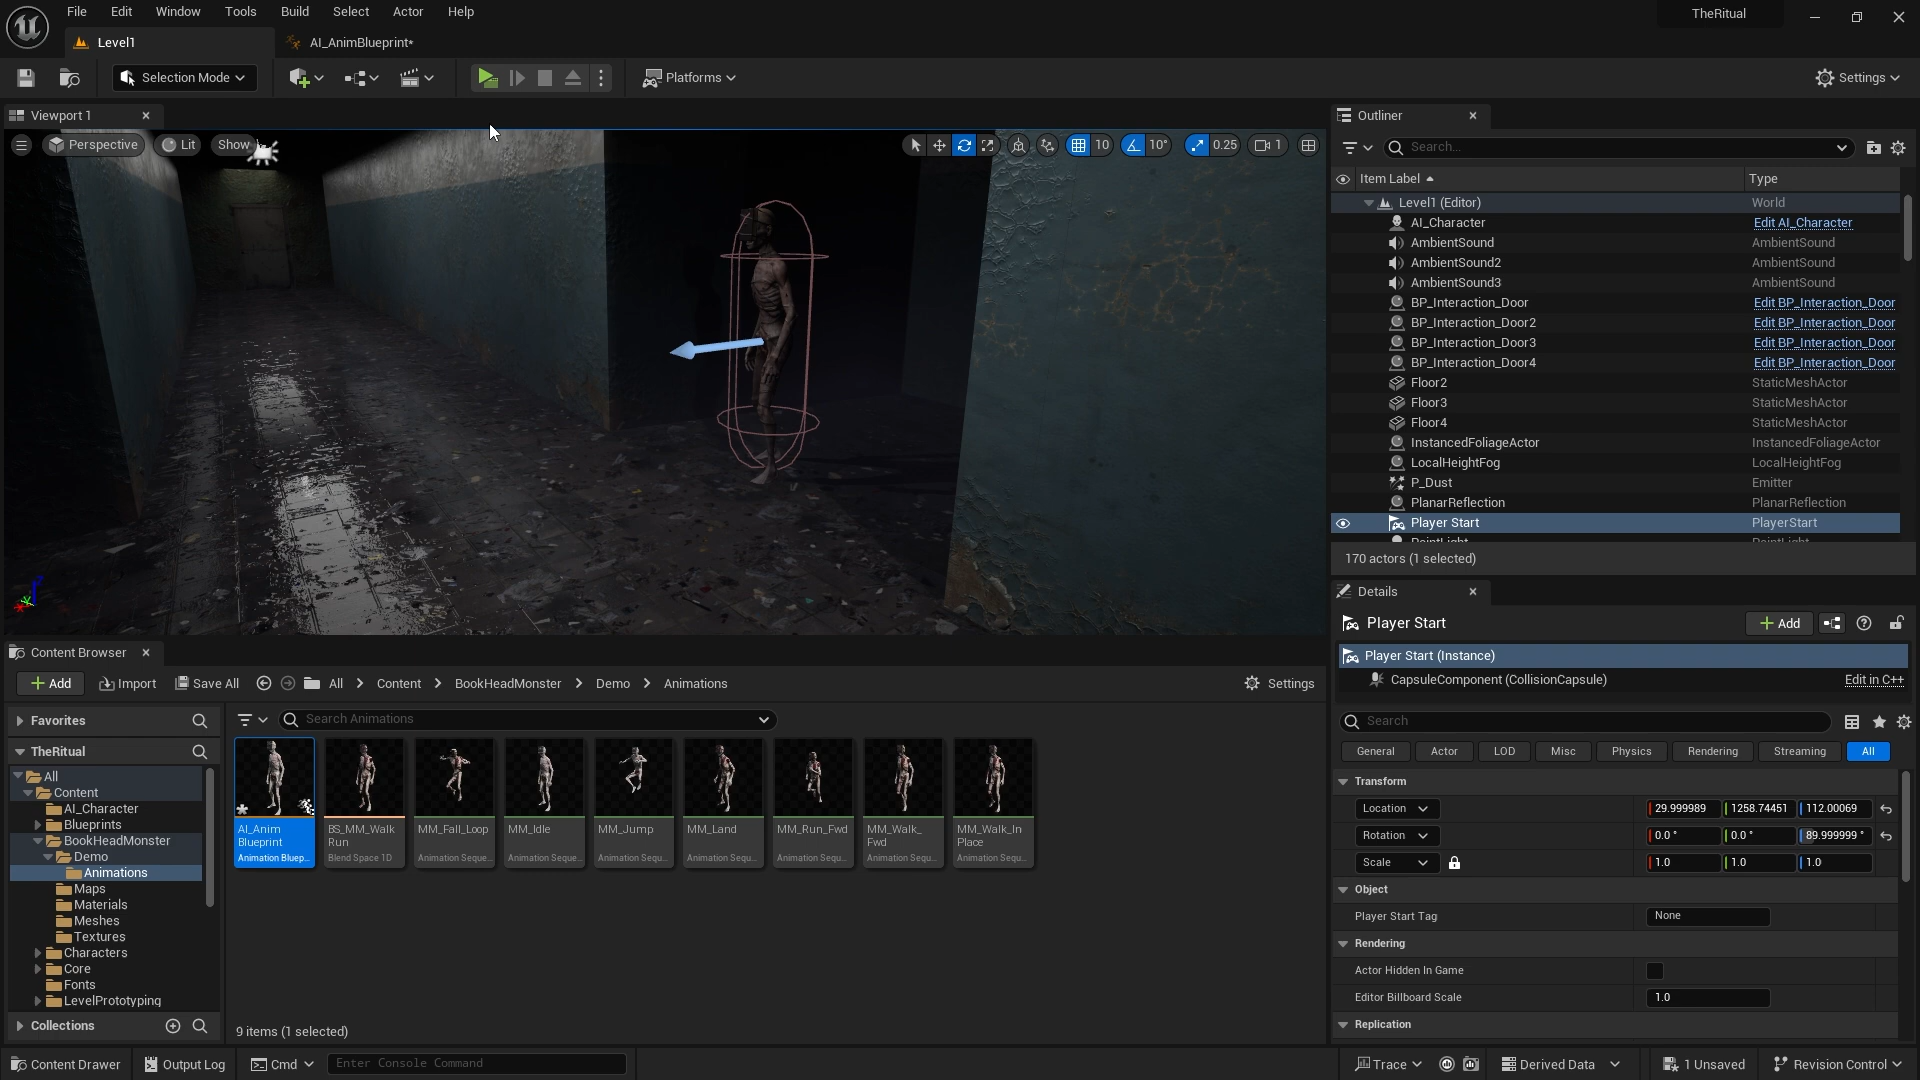 File Edit Window Tools Build Select Actor Help
TheRitual
Level1
AI_AnimBlueprint*
Selection Mode
Platforms
Settings
Viewport 1
Perspective
Lit
Show
10
10°
0.25
1
Outliner
Search...
Item Label
Type
Level1 (Editor) World
AI_Character Edit AI_Character
AmbientSound AmbientSound
AmbientSound2 AmbientSound
AmbientSound3 AmbientSound
BP_Interaction_Door Edit BP_Interaction_Door
BP_Interaction_Door2 Edit BP_Interaction_Door
BP_Interaction_Door3 Edit BP_Interaction_Door
BP_Interaction_Door4 Edit BP_Interaction_Door
Floor2 StaticMeshActor
Floor3 StaticMeshActor
Floor4 StaticMeshActor
InstancedFoliageActor InstancedFoliageActor
LocalHeightFog LocalHeightFog
P_Dust Emitter
PlanarReflection PlanarReflection
Player Start PlayerStart
PointLight PointLight
170 actors (1 selected)
Details
Player Start
Add
Player Start (Instance)
CapsuleComponent (CollisionCapsule) Edit in C++
Search
General Actor LOD Misc Physics Rendering Streaming All
Transform
Location 29.999989 1258.74451 112.00069
Rotation 0.0 ° 0.0 ° 89.999999 °
Scale 1.0 1.0 1.0
Object
Player Start Tag None
Rendering
Actor Hidden In Game
Editor Billboard Scale 1.0
Replication
Content Browser
Add
Import
Save All
All > Content > BookHeadMonster > Demo > Animations
Settings
Favorites
TheRitual
All
Content
AI_Character
Blueprints
BookHeadMonster
Demo
Animations
Maps
Materials
Meshes
Textures
Characters
Core
Fonts
LevelPrototyping
Collections
Search Animations
AI_Anim
Blueprint
Animation Bluep...
BS_MM_Walk
Run
Blend Space 1D
MM_Fall_Loop
Animation Seque...
MM_Idle
Animation Seque...
MM_Jump
Animation Sequ...
MM_Land
Animation Sequ...
MM_Run_Fwd
Animation Sequ...
MM_Walk_
Fwd
Animation Sequ...
MM_Walk_In
Place
Animation Sequ...
9 items (1 selected)
Content Drawer
Output Log
Cmd
Enter Console Command
Trace
Derived Data
1 Unsaved
Revision Control